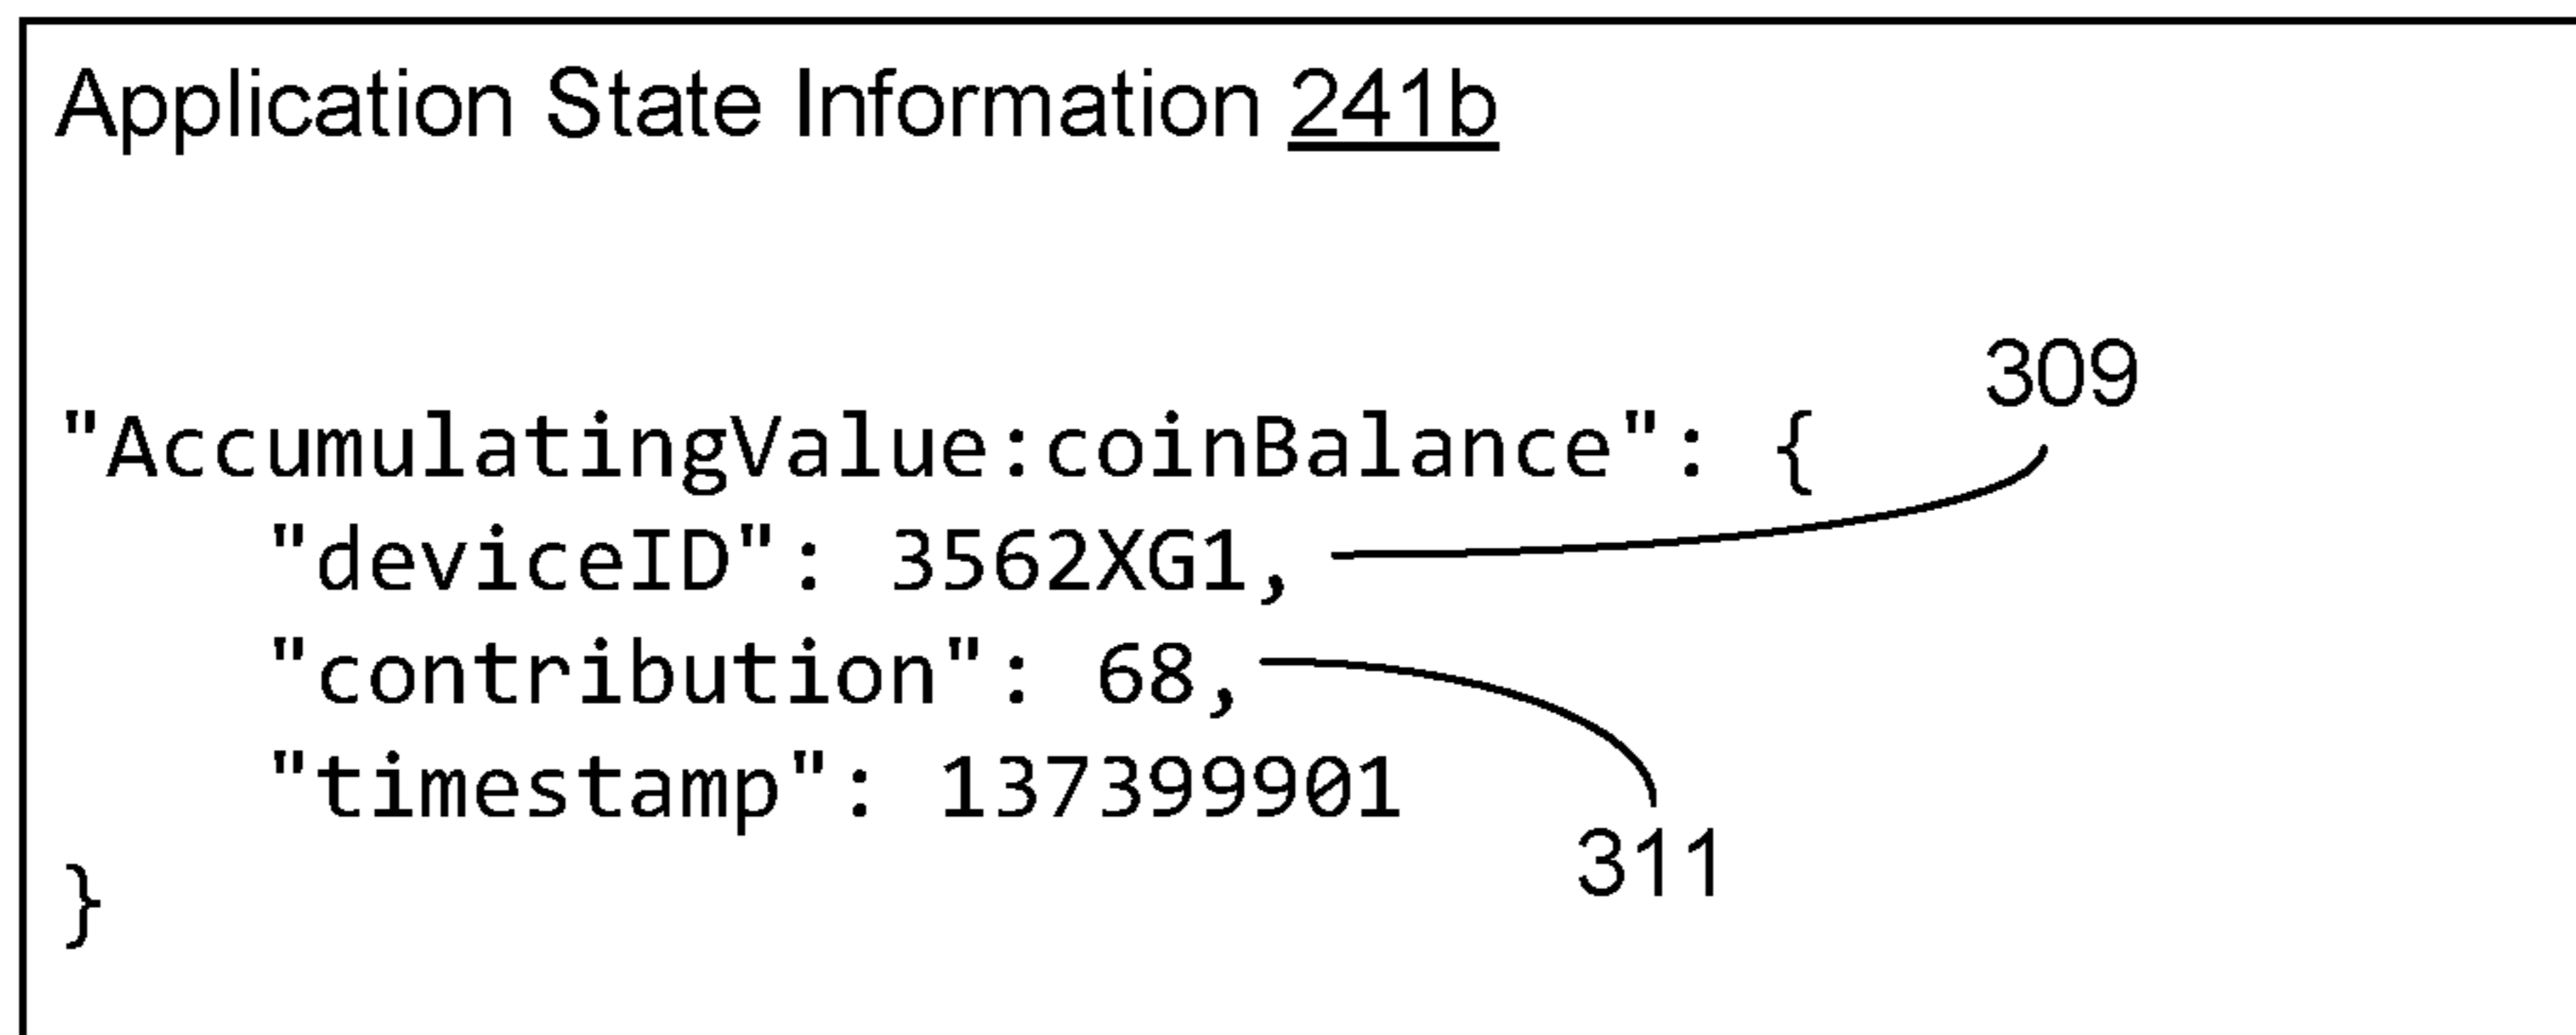 Application State Information 241b
309
"AccumulatingValue:coinBalance": {
"deviceID": 3562XG1,
"contribution": 68,
"timestamp": 137399901
311
}